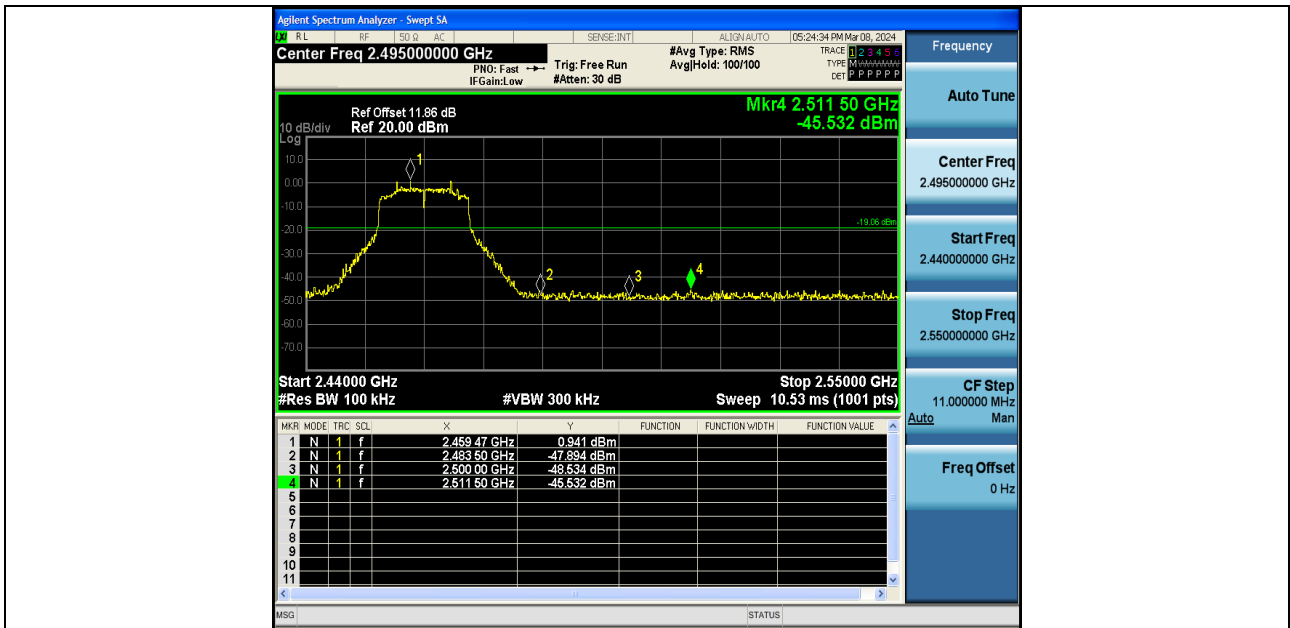 Agilent Spectrum Analyzer - Swept SA
LXI RL RF 50 Ω AC SENSE:INT ALIGN AUTO 05:24:34 PM Mar 08, 2024
Center Freq 2.495000000 GHz
PNO: Fast
IFGain:Low
Trig: Free Run
#Atten: 30 dB
#Avg Type: RMS
Avg|Hold: 100/100
TRACE 1 2 3 4 5 6
TYPE M
DET P P P P P P
Mkr4 2.511 50 GHz
-45.532 dBm
Ref Offset 11.86 dB
10 dB/div Ref 20.00 dBm
Log
10.0
0.00
-10.0
-20.0
-30.0
-40.0
-50.0
-60.0
-70.0
1
-19.06 dBm
2
3
4
Start 2.44000 GHz Stop 2.55000 GHz
#Res BW 100 kHz #VBW 300 kHz Sweep 10.53 ms (1001 pts)
MKR MODE TRC SCL X Y FUNCTION FUNCTION WIDTH FUNCTION VALUE
1 N 1 f 2.459 47 GHz 0.941 dBm
2 N 1 f 2.483 50 GHz -47.894 dBm
3 N 1 f 2.500 00 GHz -48.534 dBm
4 N 1 f 2.511 50 GHz -45.532 dBm
5
6
7
8
9
10
11
MSG STATUS
Frequency
Auto Tune
Center Freq
2.495000000 GHz
Start Freq
2.440000000 GHz
Stop Freq
2.550000000 GHz
CF Step
11.000000 MHz
Auto Man
Freq Offset
0 Hz